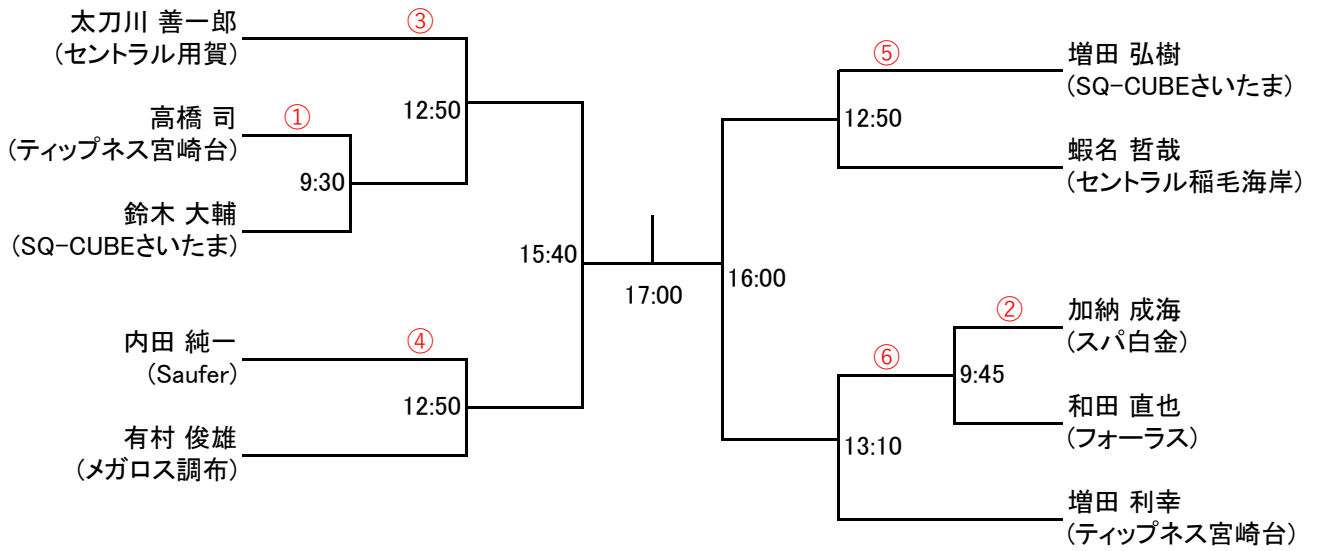 太刀川 善一郎
(セントラル用賀)
③
12:50
高橋 司
(ティップネス宮崎台)
①
9:30
鈴木 大輔
(SQ-CUBEさいたま)
15:40
内田 純一
(Saufer)
④
12:50
有村 俊雄
(メガロス調布)
17:00
⑤
増田 弘樹
(SQ-CUBEさいたま)
12:50
蝦名 哲哉
(セントラル稲毛海岸)
16:00
②
加納 成海
(スパ白金)
⑥
9:45
和田 直也
(フォーラス)
13:10
増田 利幸
(ティップネス宮崎台)